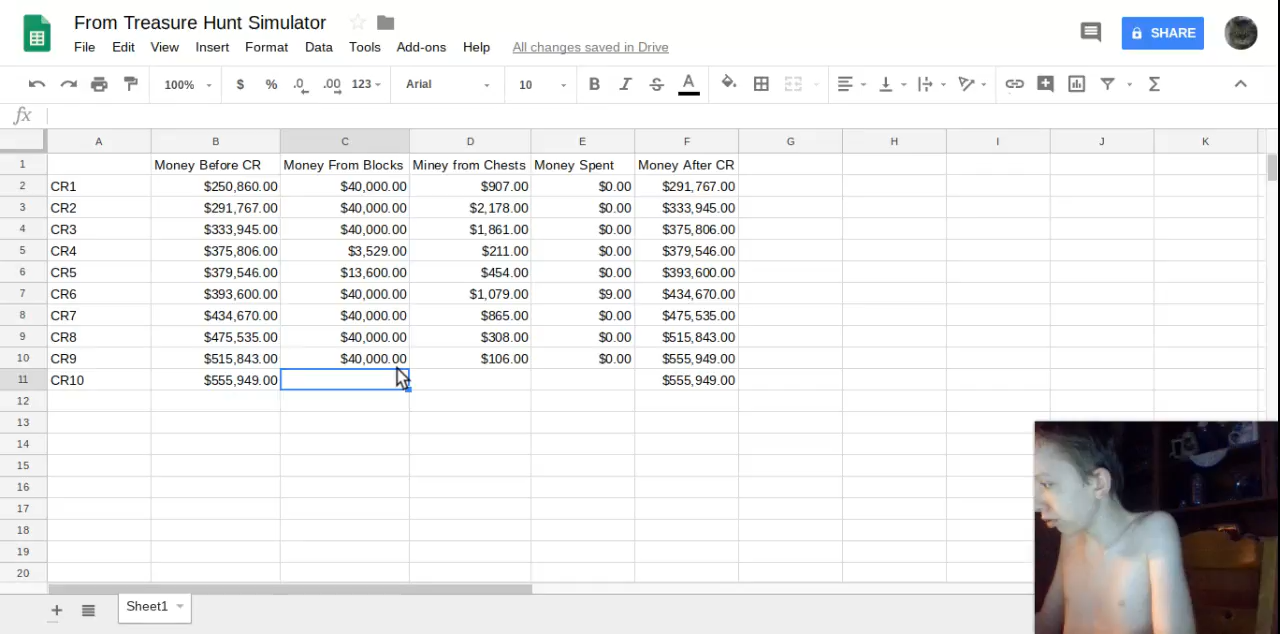 From Treasure Hunt Simulator
File Edit View Insert Format Data Tools Add-ons Help All changes saved in Drive
SHARE
100% $ % .0 .00 123 Arial 10 B I S A Σ
fx
A B C D E F G H I J K
1 Money Before CR Money From Blocks Miney from Chests Money Spent Money After CR
2 CR1 $250,860.00 $40,000.00 $907.00 $0.00 $291,767.00
3 CR2 $291,767.00 $40,000.00 $2,178.00 $0.00 $333,945.00
4 CR3 $333,945.00 $40,000.00 $1,861.00 $0.00 $375,806.00
5 CR4 $375,806.00 $3,529.00 $211.00 $0.00 $379,546.00
6 CR5 $379,546.00 $13,600.00 $454.00 $0.00 $393,600.00
7 CR6 $393,600.00 $40,000.00 $1,079.00 $9.00 $434,670.00
8 CR7 $434,670.00 $40,000.00 $865.00 $0.00 $475,535.00
9 CR8 $475,535.00 $40,000.00 $308.00 $0.00 $515,843.00
10 CR9 $515,843.00 $40,000.00 $106.00 $0.00 $555,949.00
11 CR10 $555,949.00 $555,949.00
12
13
14
15
16
17
18
19
20
Sheet1